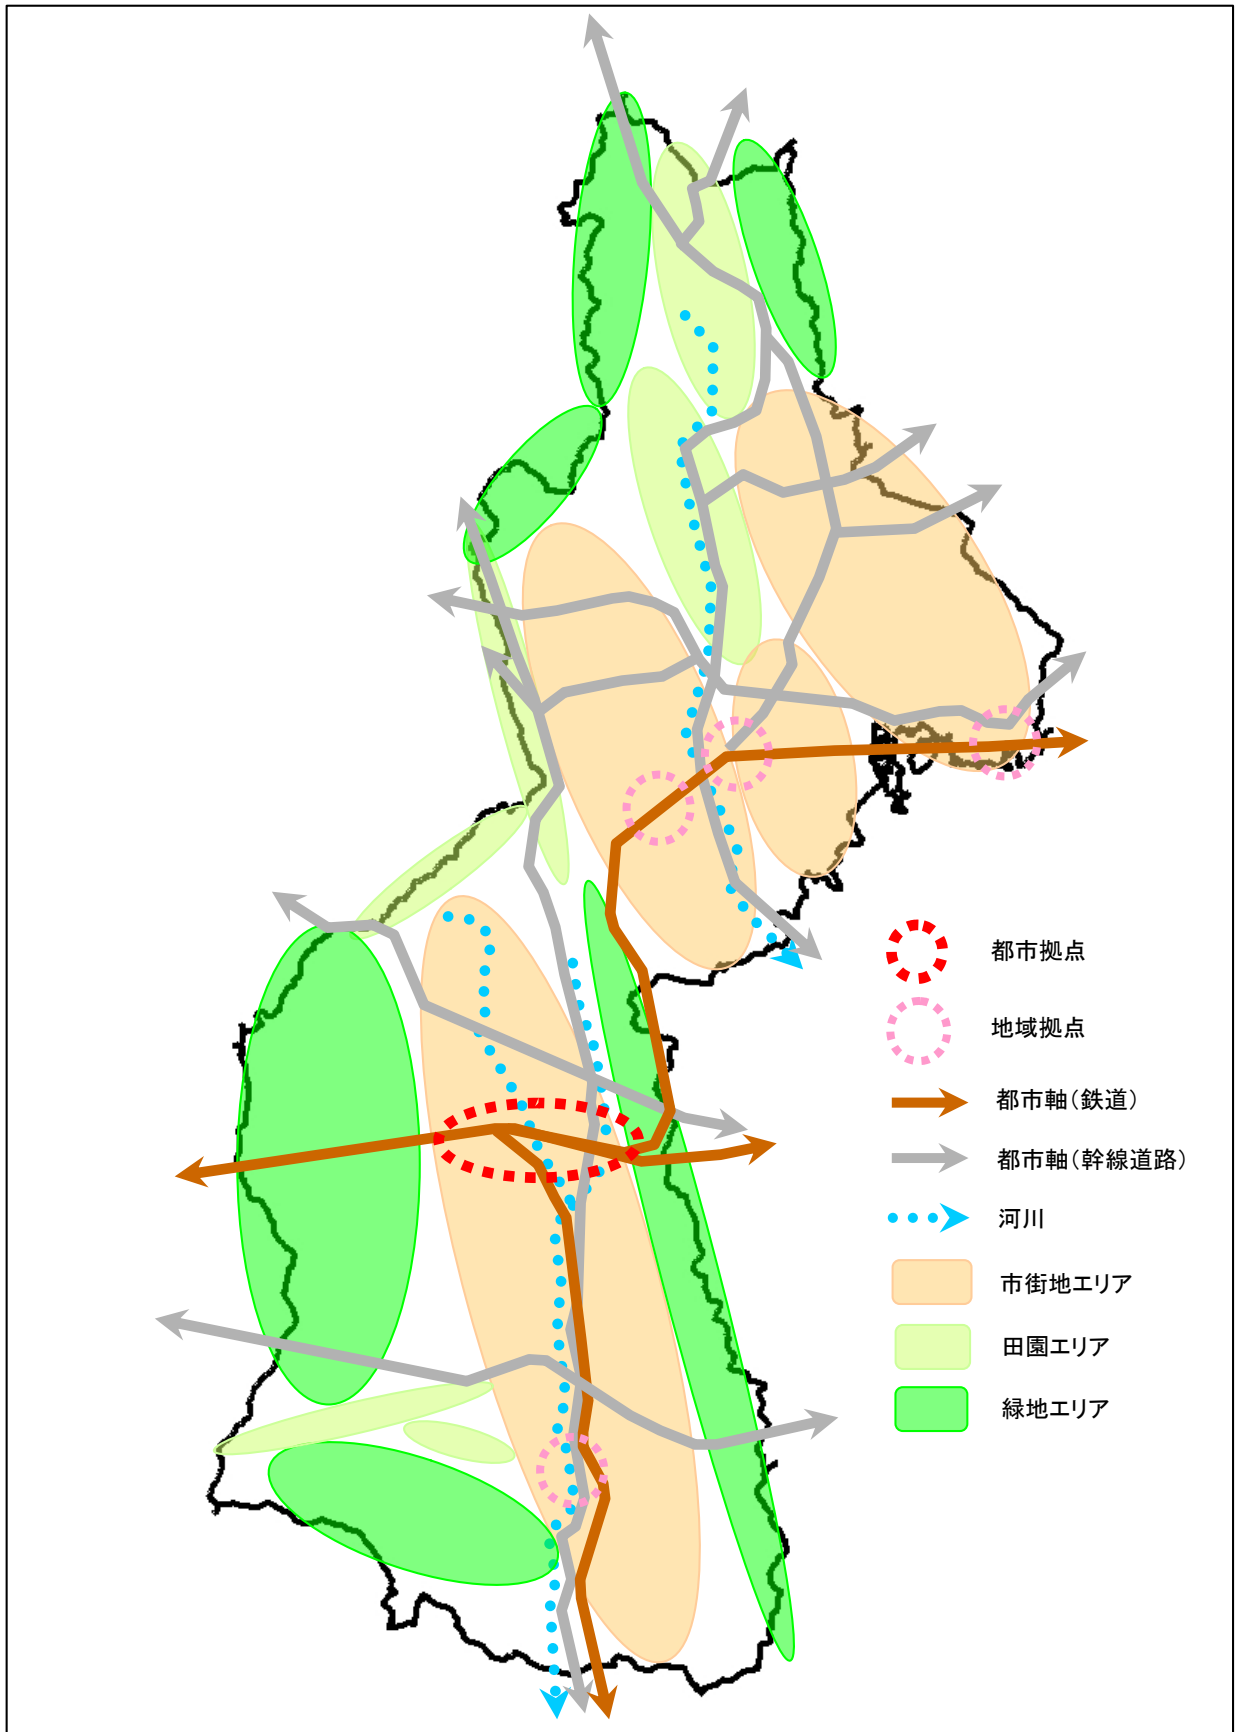 都市拠点
地域拠点
都市軸（鉄道）
都市軸（幹線道路）
河川
市街地エリア
田園エリア
緑地エリア